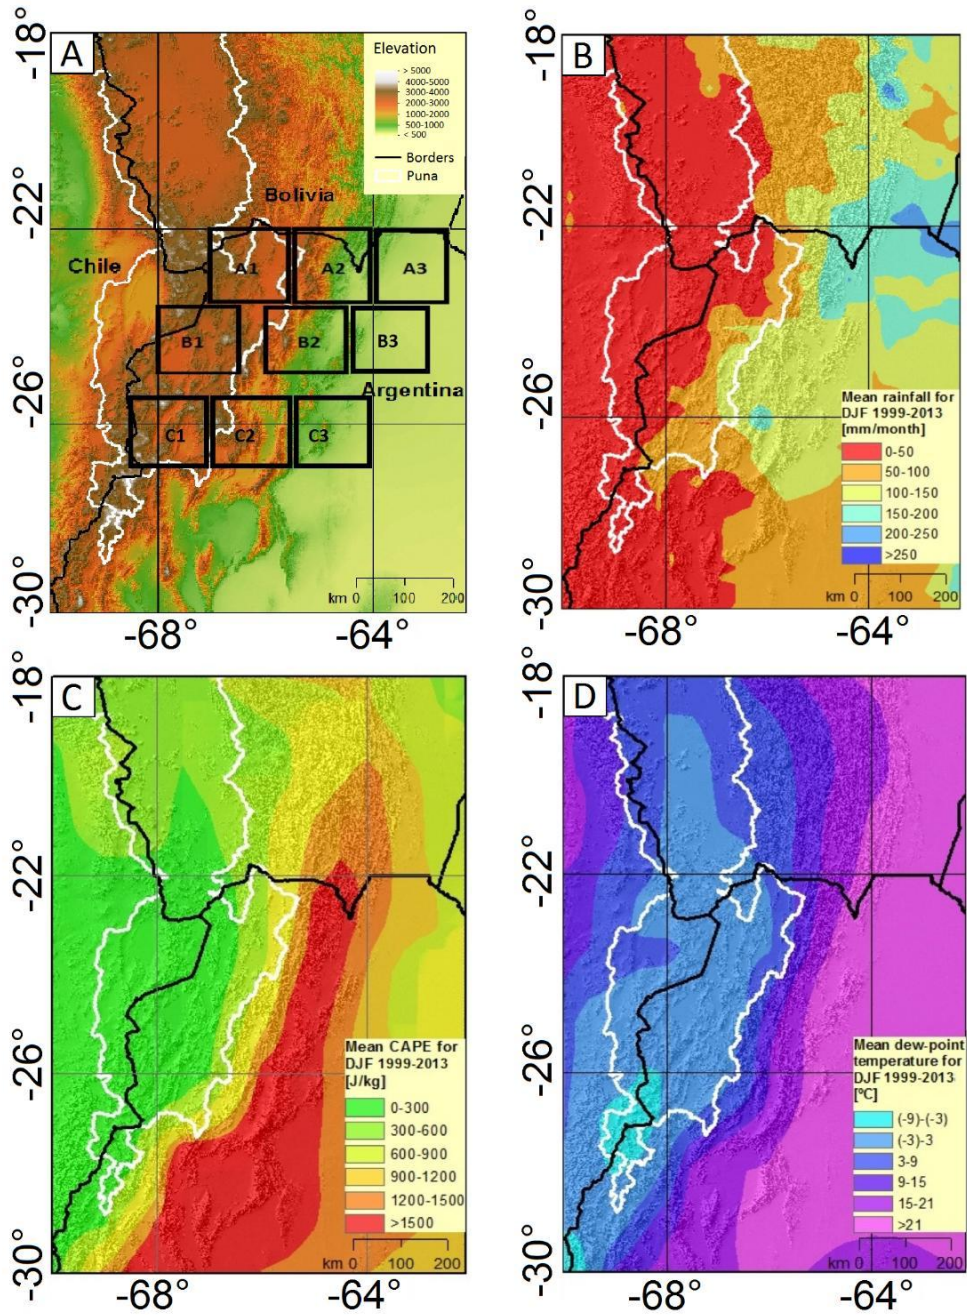 A
-18°
-22°
-26°
-30°
-68°
-64°
Elevation
> 5000
4000-5000
3000-4000
2000-3000
1000-2000
500-1000
< 500
Borders
Puna
Bolivia
Chile
Argentina
A1
A2
A3
B1
B2
B3
C1
C2
C3
km 0 100 200
B
-18°
-22°
-26°
-30°
-68°
-64°
Mean rainfall for
DJF 1999-2013
[mm/month]
0-50
50-100
100-150
150-200
200-250
>250
km 0 100 200
C
-18°
-22°
-26°
-30°
-68°
-64°
Mean CAPE for
DJF 1999-2013
[J/kg]
0-300
300-600
600-900
900-1200
1200-1500
>1500
km 0 100 200
D
-18°
-22°
-26°
-30°
-68°
-64°
Mean dew-point
temperature for
DJF 1999-2013
[ºC]
(-9)-(-3)
(-3)-3
3-9
9-15
15-21
>21
km 0 100 200